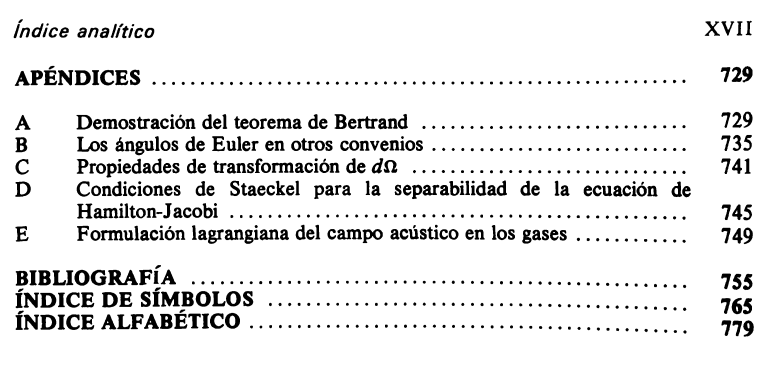 Índice analítico XVII
APÉNDICES ........................................................... 729
A Demostración del teorema de Bertrand .............................. 729
B Los ángulos de Euler en otros convenios ............................. 735
C Propiedades de transformación de dΩ ................................ 741
D Condiciones de Staeckel para la separabilidad de la ecuación de
Hamilton-Jacobi .................................................... 745
E Formulación lagrangiana del campo acústico en los gases ............. 749
BIBLIOGRAFÍA ...................................................... 755
ÍNDICE DE SÍMBOLOS .............................................. 765
ÍNDICE ALFABÉTICO ................................................ 779